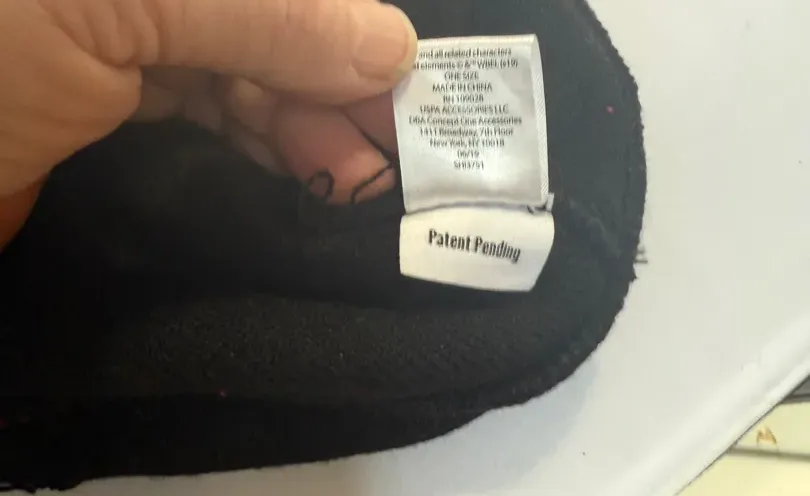 and all related characters
elements © & ™ WBEI. (s19)
ONE SIZE
MADE IN CHINA
RN 109028
USPA ACCESSORIES LLC
DBA Concept One Accessories
1411 Broadway, 7th Floor
New York, NY 10018
06/19
Patent Pending